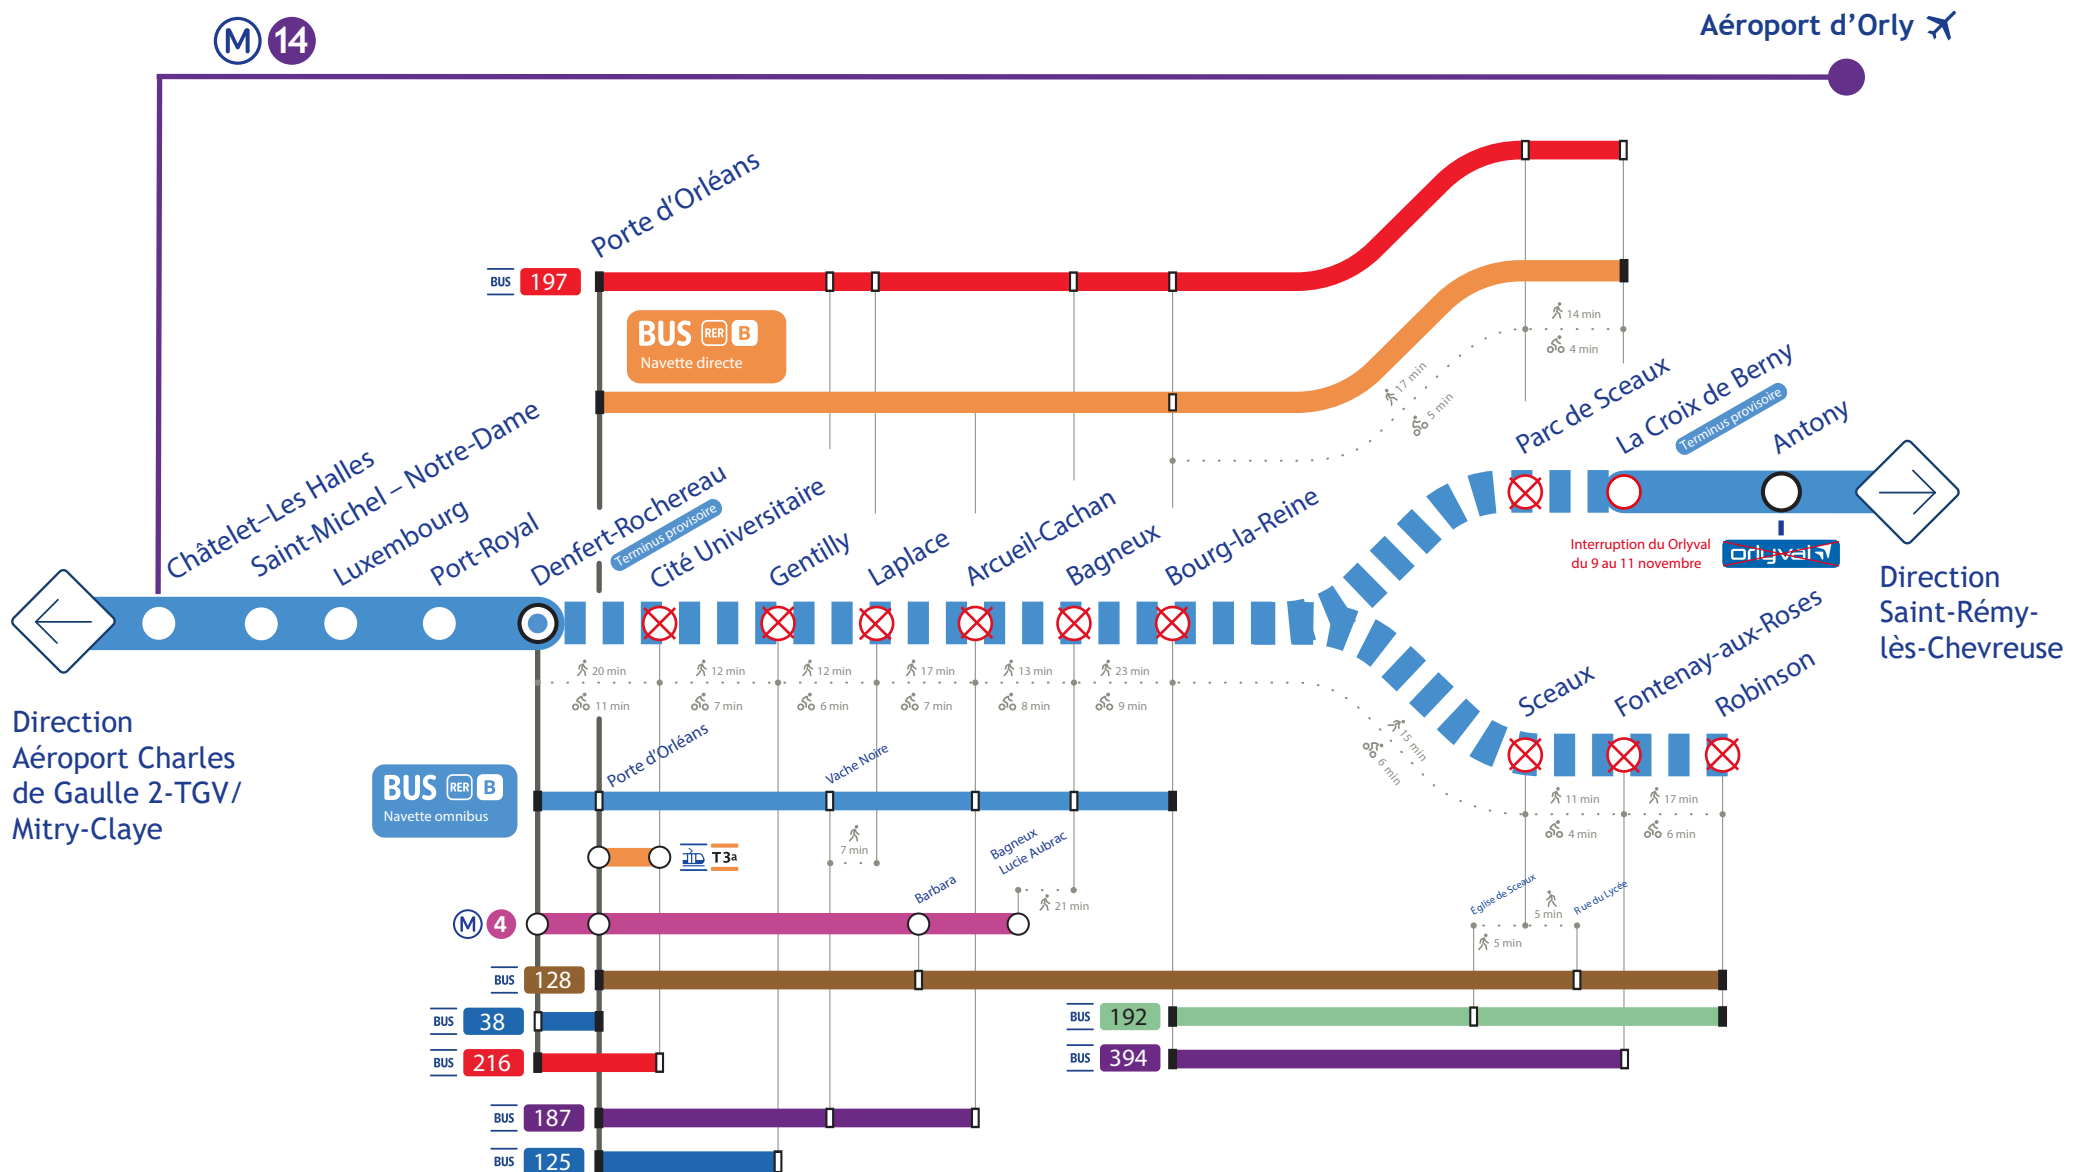 M 14
Aéroport d'Orly
Porte d'Orléans
BUS 197
BUS RER B
Navette directe
14 min
4 min
17 min
5 min
Châtelet–Les Halles
Saint-Michel – Notre-Dame
Luxembourg
Port-Royal
Denfert-Rochereau
Terminus provisoire
Cité Universitaire
Gentilly
Laplace
Arcueil-Cachan
Bagneux
Bourg-la-Reine
Parc de Sceaux
La Croix de Berny
Terminus provisoire
Antony
Interruption du Orlyval
du 9 au 11 novembre
orlyval
Direction
Saint-Rémy-
lès-Chevreuse
Sceaux
Fontenay-aux-Roses
Robinson
20 min
12 min
12 min
17 min
13 min
23 min
11 min
7 min
6 min
7 min
8 min
9 min
15 min
6 min
11 min
17 min
4 min
6 min
Direction
Aéroport Charles
de Gaulle 2-TGV/
Mitry-Claye
BUS RER B
Navette omnibus
Porte d'Orléans
Vache Noire
7 min
T3a
Bagneux
Lucie Aubrac
21 min
Barbara
M 4
Église de Sceaux
5 min
Rue du Lycée
5 min
BUS 128
BUS 38
BUS 192
BUS 216
BUS 394
BUS 187
BUS 125